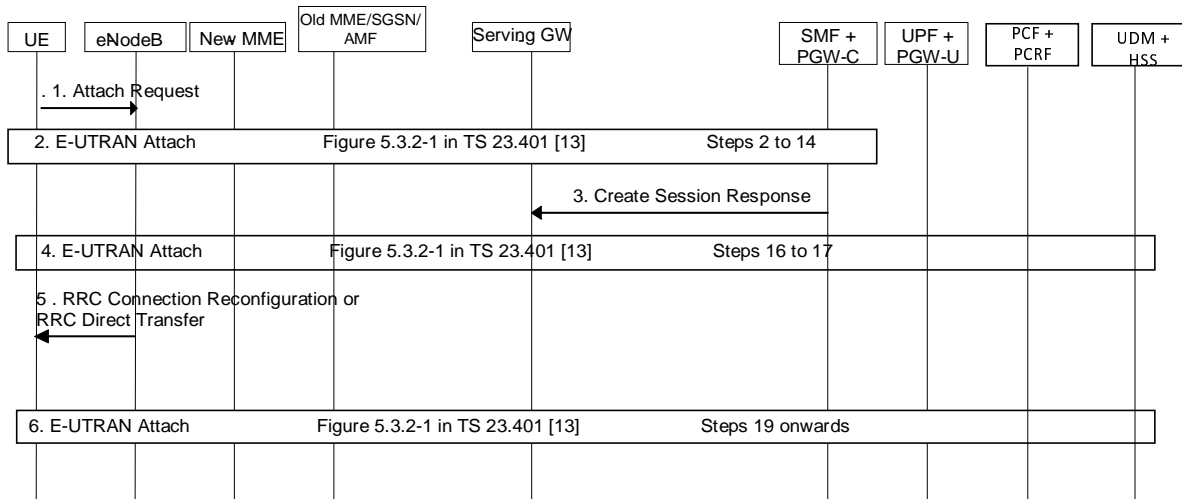 UE
eNodeB
New MME
Old MME/SGSN/
AMF
Serving GW
SMF +
PGW-C
UPF +
PGW-U
PCF +
PCRF
UDM +
HSS
. 1. Attach Request
2. E-UTRAN Attach Figure 5.3.2-1 in TS 23.401 [13] Steps 2 to 14
3. Create Session Response
4. E-UTRAN Attach Figure 5.3.2-1 in TS 23.401 [13] Steps 16 to 17
5 . RRC Connection Reconfiguration or
RRC Direct Transfer
6. E-UTRAN Attach Figure 5.3.2-1 in TS 23.401 [13] Steps 19 onwards